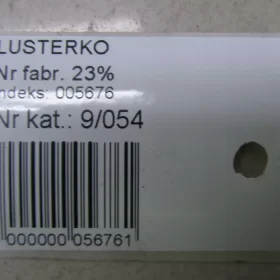 LUSTERKO
Nr fabr. 23%
ndeks: 005676
Nr kat.: 9/054
000000 056761